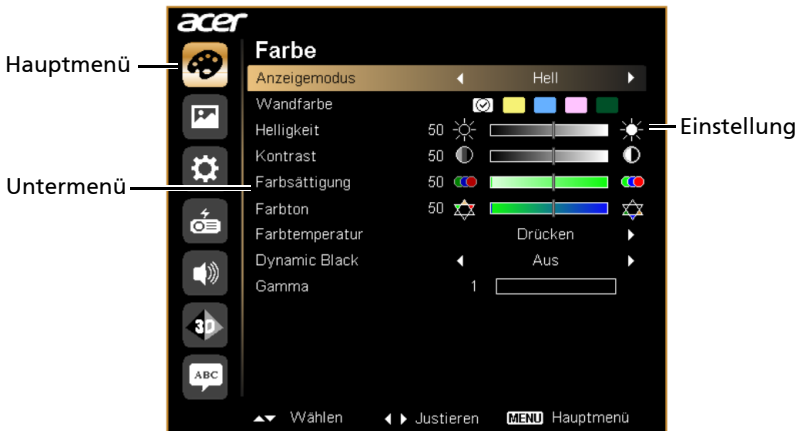 acer
Farbe
Hauptmenü
Anzeigemodus Hell
Wandfarbe
Helligkeit 50
Einstellung
Kontrast 50
Untermenü
Farbsättigung 50
Farbton 50
Farbtemperatur Drücken
Dynamic Black Aus
Gamma 1
3D
ABC
Wählen Justieren MENU Hauptmenü